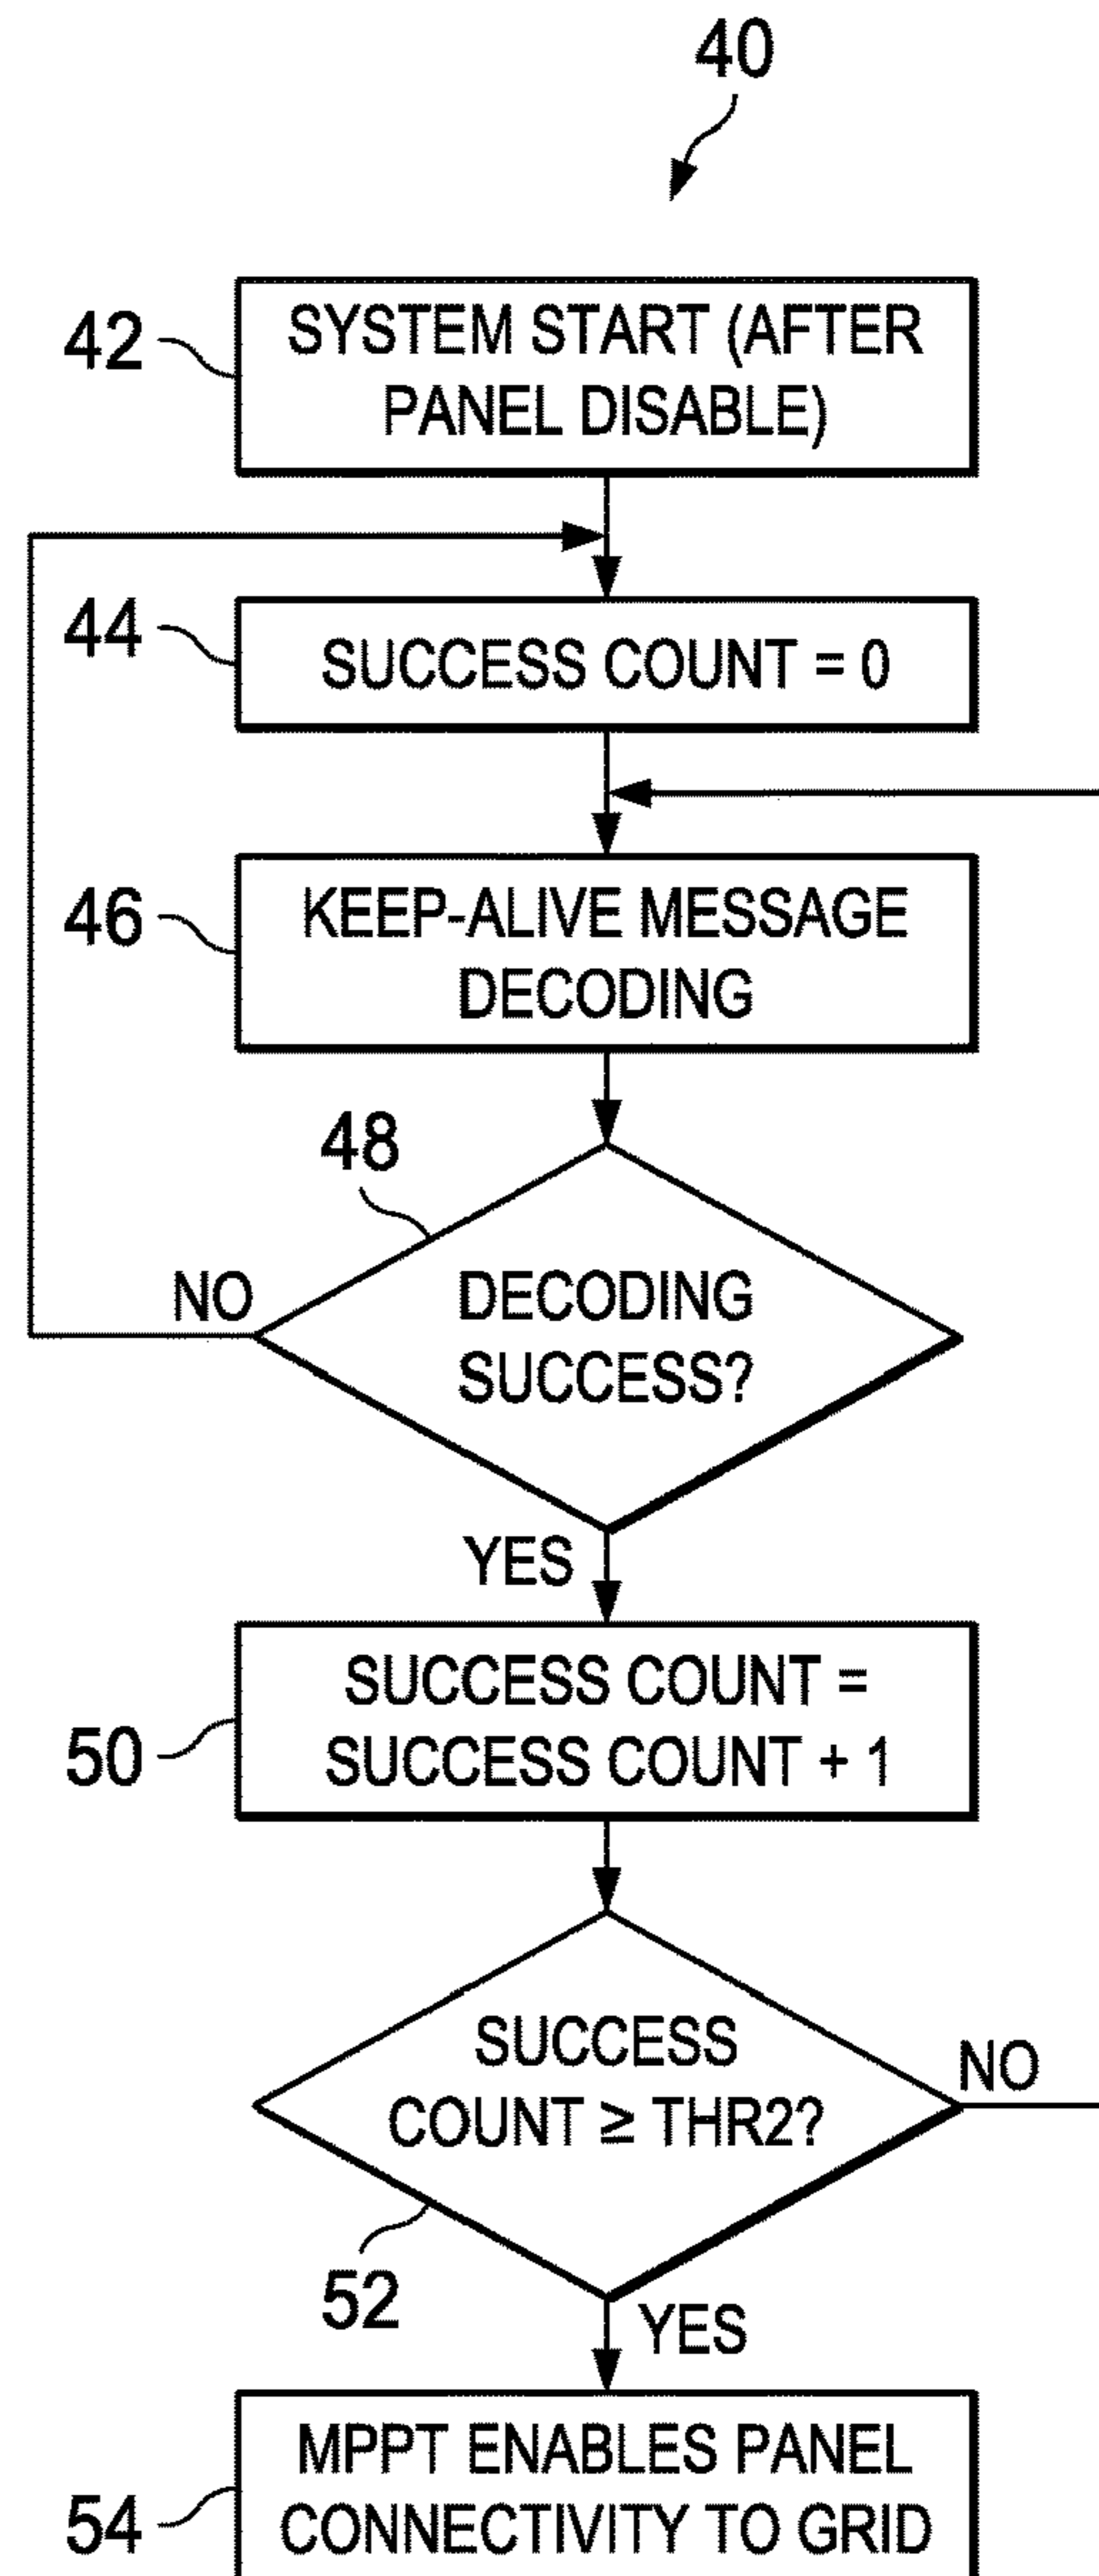 40
42
SYSTEM START (AFTER
PANEL DISABLE)
44
SUCCESS COUNT = 0
46
KEEP-ALIVE MESSAGE
DECODING
48
NO
DECODING
SUCCESS?
YES
50
SUCCESS COUNT =
SUCCESS COUNT + 1
SUCCESS
COUNT ≥ THR2?
NO
52
YES
54
MPPT ENABLES PANEL
CONNECTIVITY TO GRID